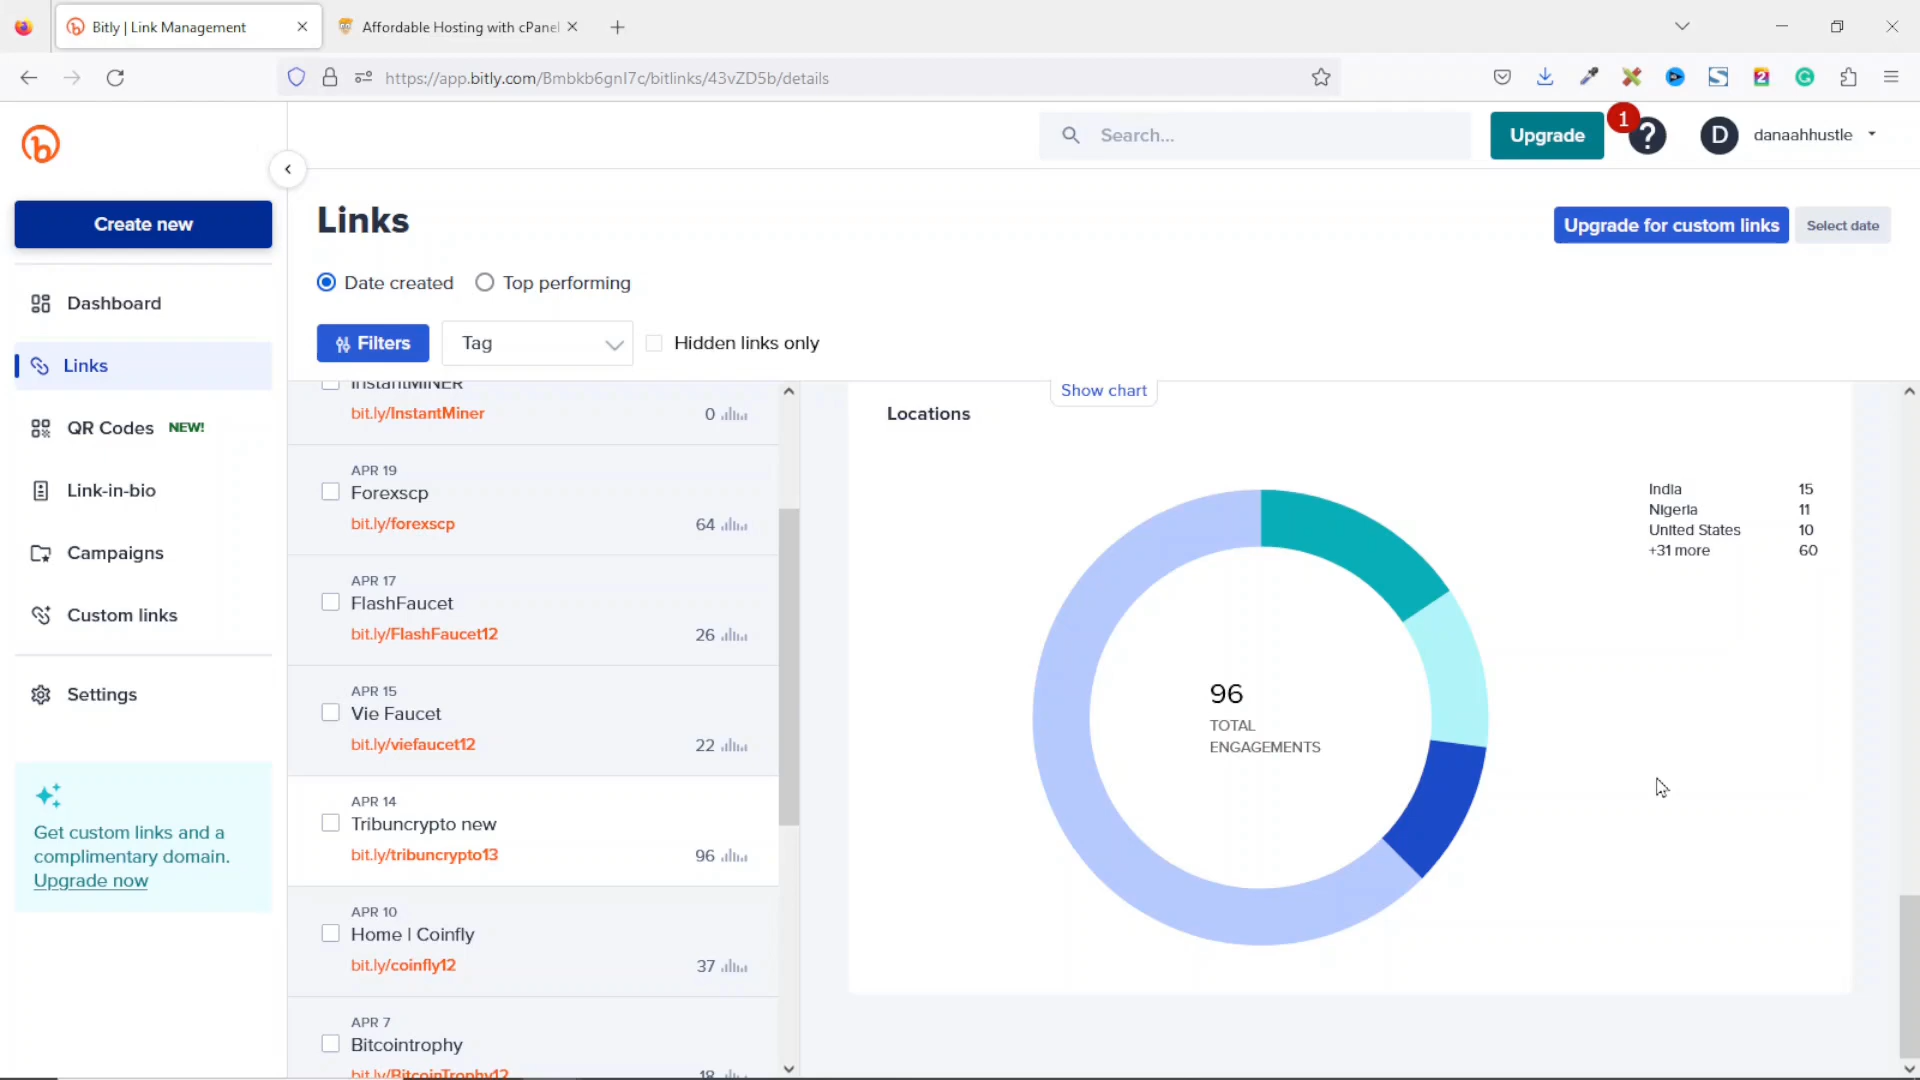 Bitly | Link Management
Affordable Hosting with cPanel
https://app.bitly.com/Bmbkb6gnI7c/bitlinks/43vZD5b/details
Search...
Upgrade
1
?
D
danaahhustle
Create new
Dashboard
Links
QR Codes NEW!
Link-in-bio
Campaigns
Custom links
Settings
Get custom links and a
complimentary domain.
Upgrade now
Links
Upgrade for custom links
Select date
Date created
Top performing
Filters
Tag
Hidden links only
InstantMINER
bit.ly/InstantMiner
0
APR 19
Forexscp
bit.ly/forexscp
64
APR 17
FlashFaucet
bit.ly/FlashFaucet12
26
APR 15
Vie Faucet
bit.ly/viefaucet12
22
APR 14
Tribuncrypto new
bit.ly/tribuncrypto13
96
APR 10
Home | Coinfly
bit.ly/coinfly12
37
APR 7
Bitcointrophy
bit.ly/BitcoinTrophy12
18
Show chart
Locations
India 15
Nigeria 11
United States 10
+31 more 60
96
TOTAL
ENGAGEMENTS